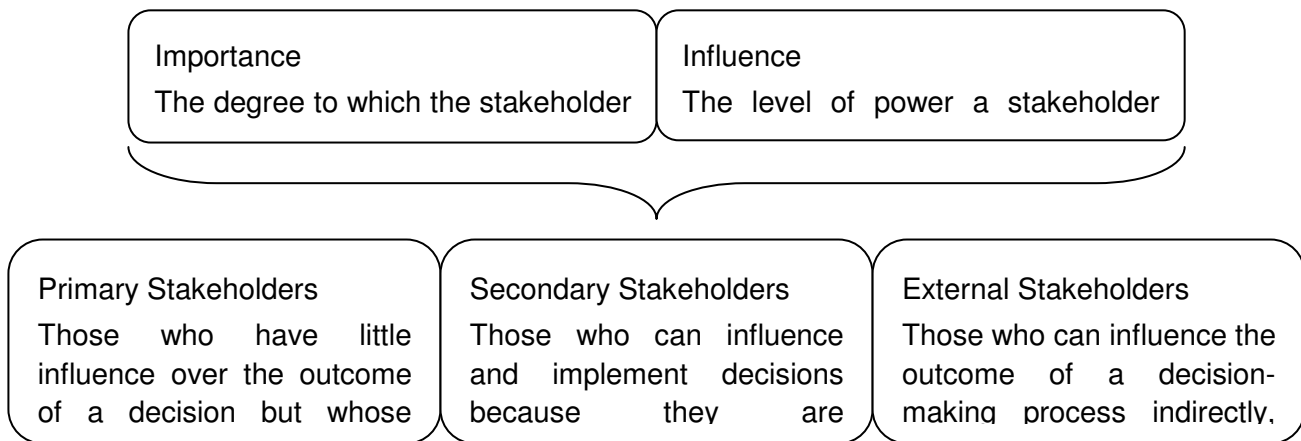 Importance
The degree to which the stakeholder
Influence
The level of power a stakeholder
Primary Stakeholders
Those who have little
influence over the outcome
of a decision but whose
Secondary Stakeholders
Those who can influence
and implement decisions
because they are
External Stakeholders
Those who can influence the
outcome of a decision-
making process indirectly,